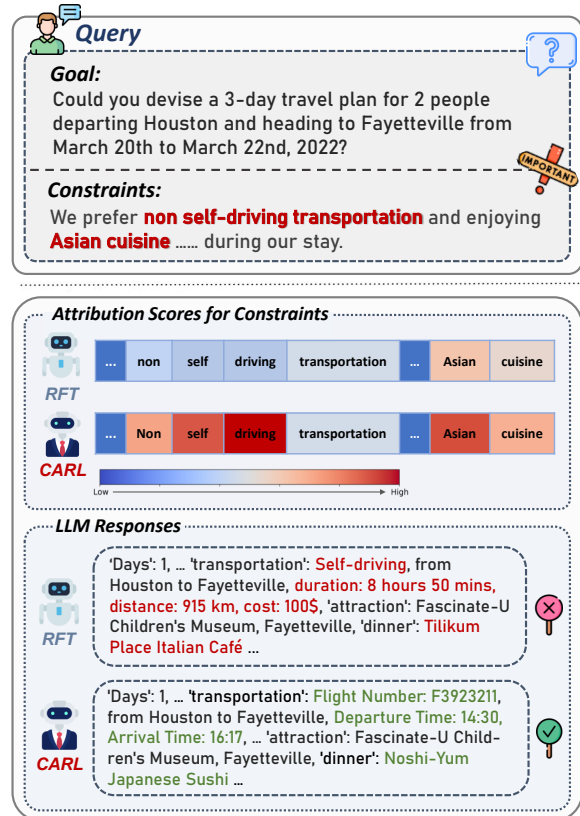 Query
Goal:
Could you devise a 3-day travel plan for 2 people
departing Houston and heading to Fayetteville from
March 20th to March 22nd, 2022?
IMPORTANT
Constraints:
We prefer non self-driving transportation and enjoying
Asian cuisine ...... during our stay.
Attribution Scores for Constraints
... non self driving transportation ... Asian cuisine
RFT
... Non self driving transportation ... Asian cuisine
CARL
Low High
LLM Responses
'Days': 1, ... 'transportation': Self-driving, from
Houston to Fayetteville, duration: 8 hours 50 mins,
distance: 915 km, cost: 100$, 'attraction': Fascinate-U
Children's Museum, Fayetteville, 'dinner': Tilikum
Place Italian Café ...
RFT
'Days': 1, ... 'transportation': Flight Number: F3923211,
from Houston to Fayetteville, Departure Time: 14:30,
Arrival Time: 16:17, ... 'attraction': Fascinate-U Child-
ren's Museum, Fayetteville, 'dinner': Noshi-Yum
Japanese Sushi ...
CARL